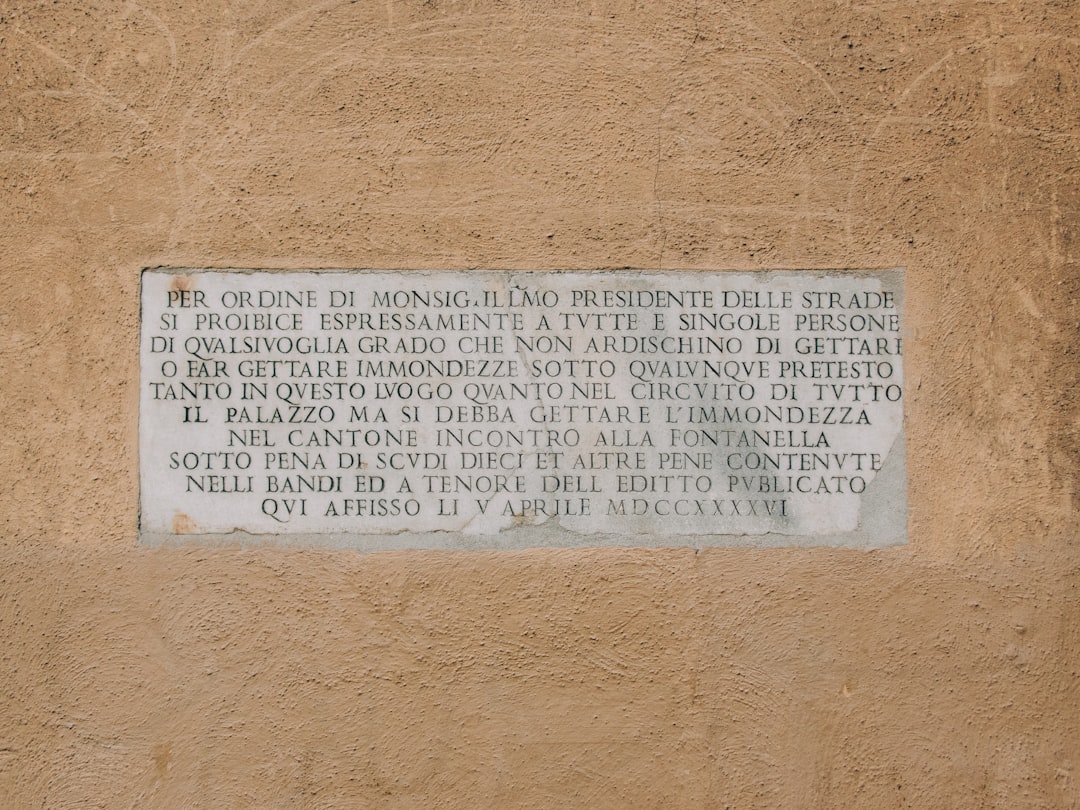 PER ORDINE DI MONSIG.ILLMO PRESIDENTE DELLE STRADE
SI PROIBICE ESPRESSAMENTE A TVTTE E SINGOLE PERSONE
DI QVALSIVOGLIA GRADO CHE NON ARDISCHINO DI GETTARE
O FAR GETTARE IMMONDEZZE SOTTO QVALVNQVE PRETESTO
TANTO IN QVESTO LVOGO QVANTO NEL CIRCVITO DI TVTTO
IL PALAZZO MA SI DEBBA GETTARE L'IMMONDEZZA
NEL CANTONE INCONTRO ALLA FONTANELLA
SOTTO PENA DI SCVDI DIECI ET ALTRE PENE CONTENVTE
NELLI BANDI ED A TENORE DELL EDITTO PVBLICATO
QVI AFFISSO LI V APRILE MDCCXXXXVI